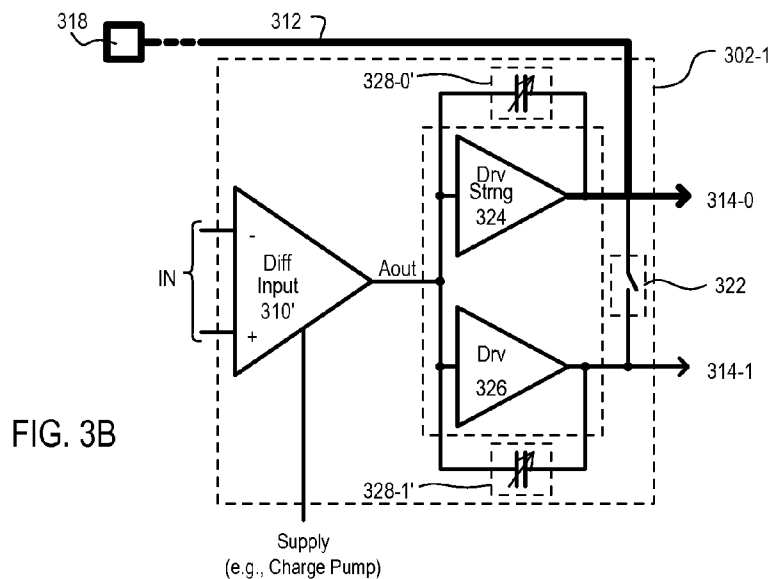 318
312
302-1
328-0'
Drv
Strng
324
314-0
IN
-
Diff
Input
310'
+
Aout
322
Drv
326
314-1
FIG. 3B
328-1'
Supply
(e.g., Charge Pump)